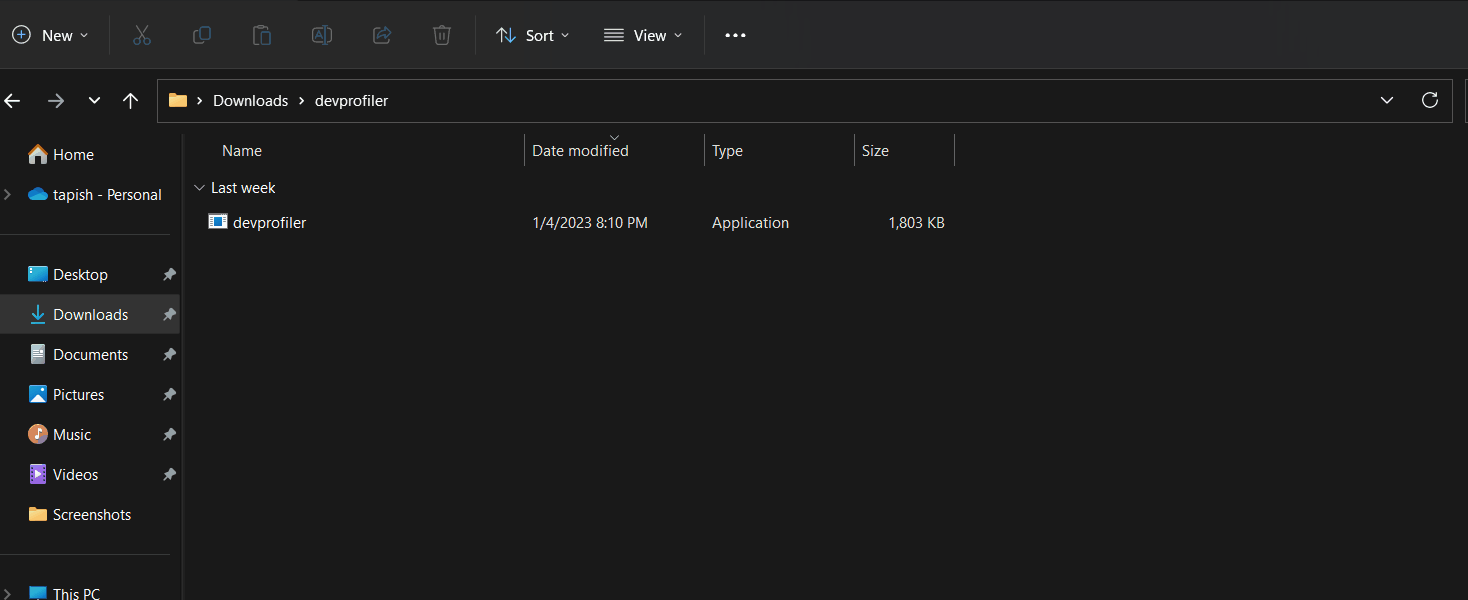 New Sort View
Downloads devprofiler
Home
tapish - Personal
Desktop
Downloads
Documents
Pictures
Music
Videos
Screenshots
This PC
Name Date modified Type Size
Last week
devprofiler 1/4/2023 8:10 PM Application 1,803 KB